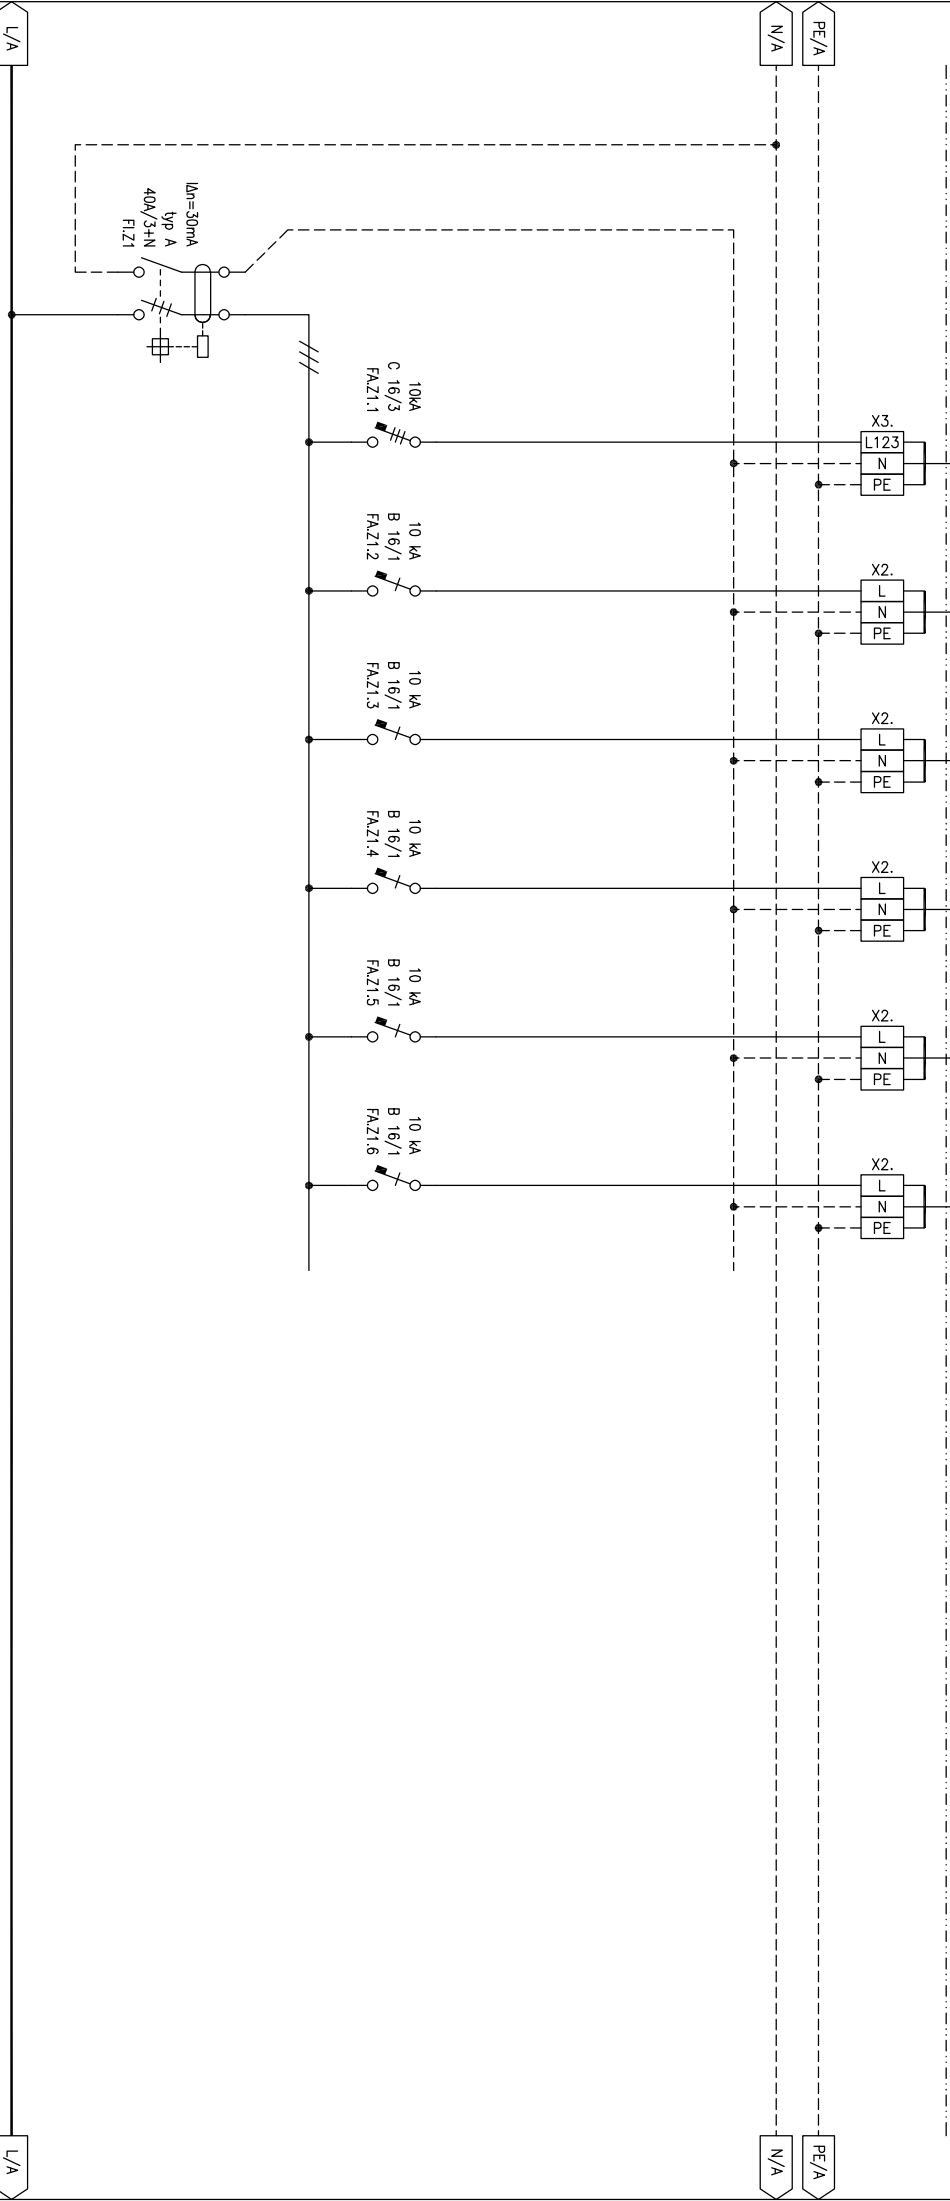 L/A
N/A
PE/A
IΔn=30mA
typ A
40A/3+N
FI.Z1
10kA
C 16/3
FA.Z1.1
X3.
L123
N
PE
10 kA
B 16/1
FA.Z1.2
X2.
L
N
PE
10 kA
B 16/1
FA.Z1.3
X2.
L
N
PE
10 kA
B 16/1
FA.Z1.4
X2.
L
N
PE
10 kA
B 16/1
FA.Z1.5
X2.
L
N
PE
10 kA
B 16/1
FA.Z1.6
X2.
L
N
PE
L/A
N/A
PE/A